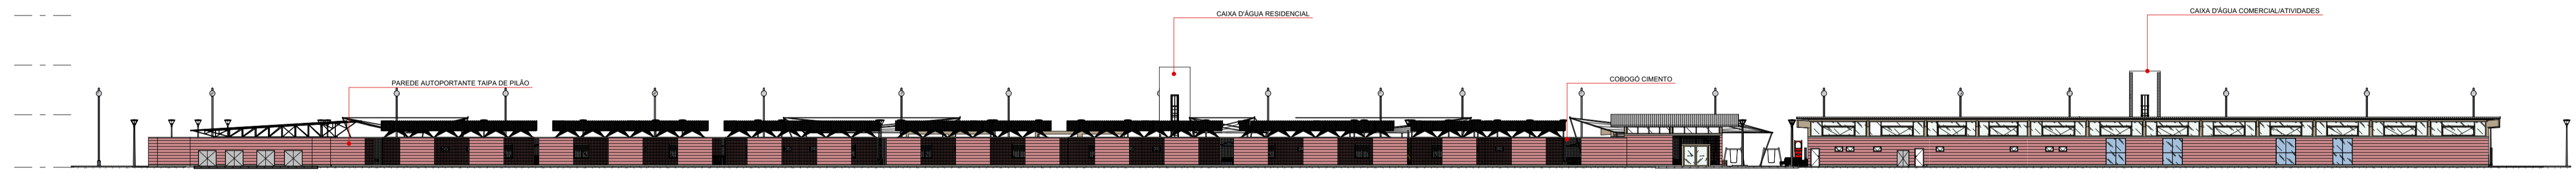 CAIXA D'ÁGUA RESIDENCIAL
CAIXA D'ÁGUA COMERCIAL/ATIVIDADES
PAREDE AUTOPORTANTE TAIPA DE PILÃO
COBOGÓ CIMENTO